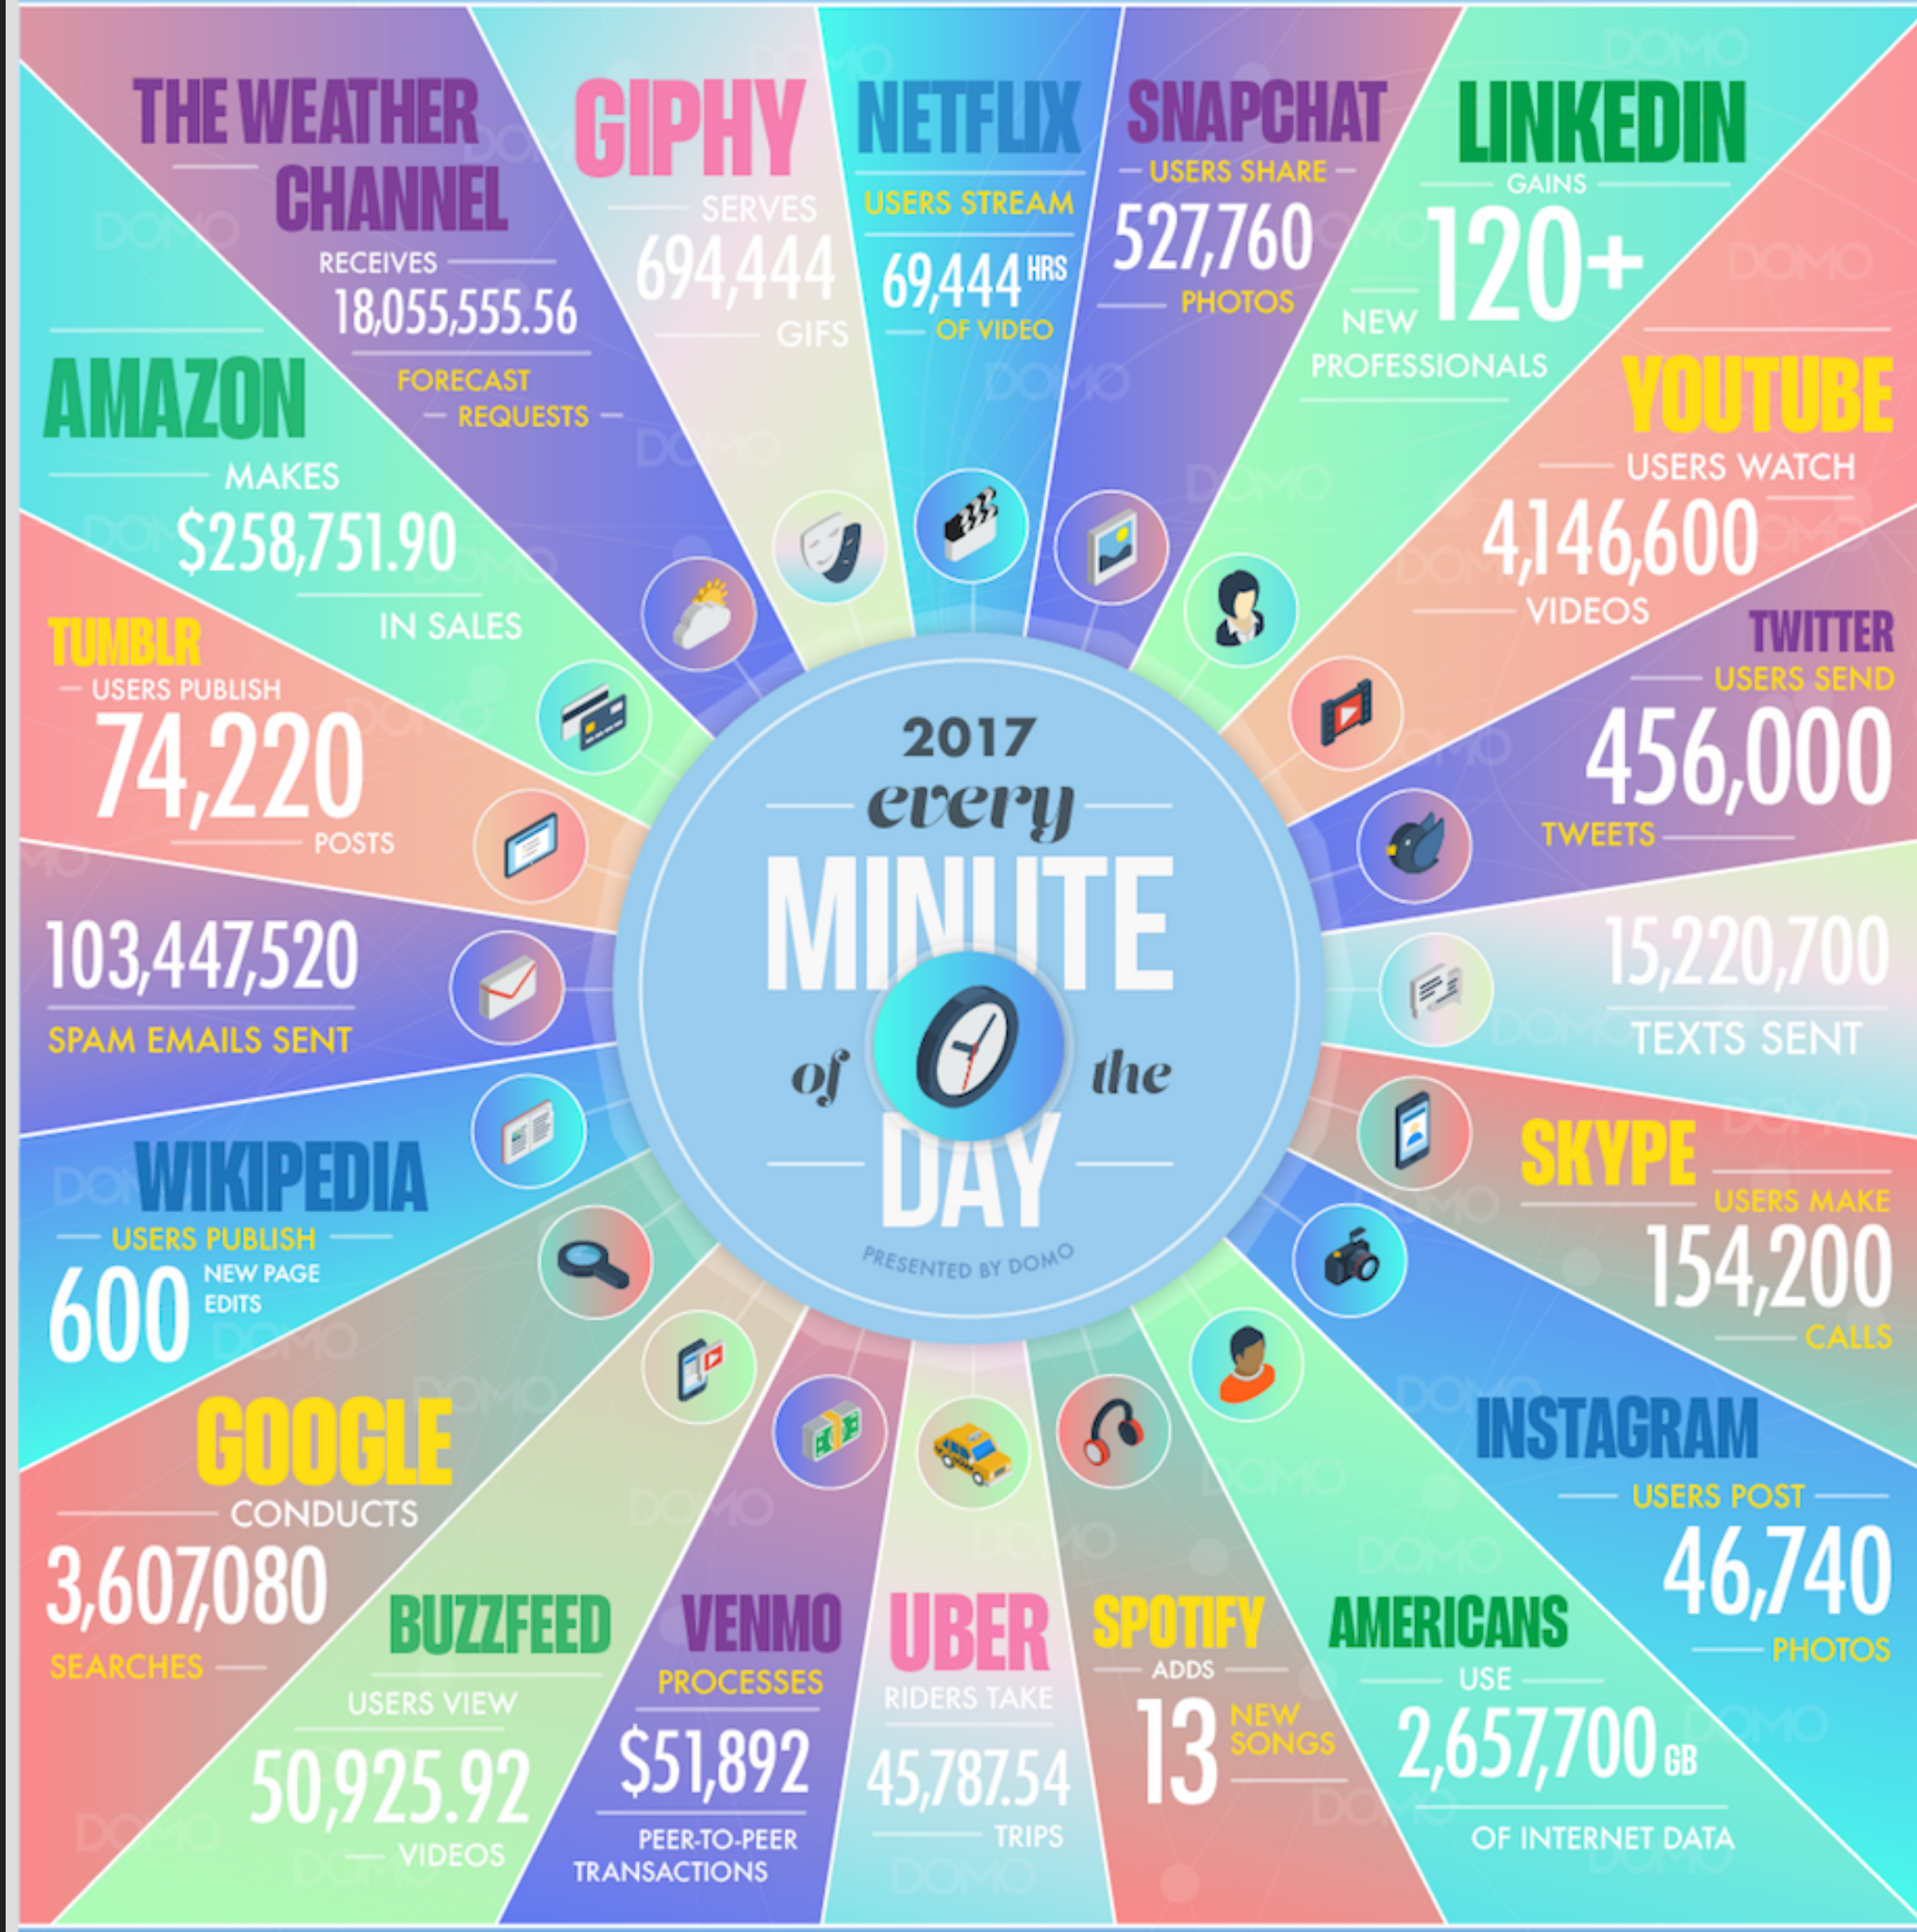 THE WEATHER
CHANNEL
RECEIVES
18,055,555.56
FORECAST
REQUESTS
GIPHY
SERVES
694,444
GIFS
NETFLIX
USERS STREAM
69,444 HRS
OF VIDEO
SNAPCHAT
USERS SHARE
527,760
PHOTOS
LINKEDIN
GAINS
120+
NEW
PROFESSIONALS
YOUTUBE
USERS WATCH
4,146,600
VIDEOS
TWITTER
USERS SEND
456,000
TWEETS
15,220,700
TEXTS SENT
SKYPE
USERS MAKE
154,200
CALLS
INSTAGRAM
USERS POST
46,740
PHOTOS
AMERICANS
USE
2,657,700 GB
OF INTERNET DATA
SPOTIFY
ADDS
13 NEW
SONGS
UBER
RIDERS TAKE
45,787.54
TRIPS
VENMO
PROCESSES
$51,892
PEER-TO-PEER
TRANSACTIONS
BUZZFEED
USERS VIEW
50,925.92
VIDEOS
GOOGLE
CONDUCTS
3,607,080
SEARCHES
WIKIPEDIA
USERS PUBLISH
600 NEW PAGE
EDITS
103,447,520
SPAM EMAILS SENT
TUMBLR
USERS PUBLISH
74,220
POSTS
AMAZON
MAKES
$258,751.90
IN SALES
2017
every
MINUTE
of the
DAY
PRESENTED BY DOMO
DOMO